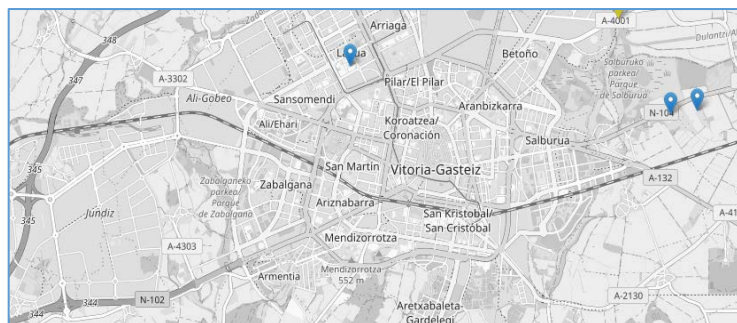 348
Arriaga
A-4001
347
A-3302
Betoño
Dulantzi
Salburuko
parkea/
Parque
de Salburua
Pilar/El Pilar
Ali-Gobeo
Sansomendi
Aranbizkarra
N-104
Ali/Ehari
Koroatzea/
Coronación
Salburua
345
San Martin
Vitoria-Gasteiz
A-132
Zabalganeko
parkea/
Parque
de Zabalgana
Zabalgana
Ariznabarra
Júndiz
345
San Kristobal/
San Cristóbal
A-41
A-4303
Mendizorrotza
Armentia
Mendizorrotza
552 m
344
344
N-102
A-2130
Aretxabaleta-
Gardelegi